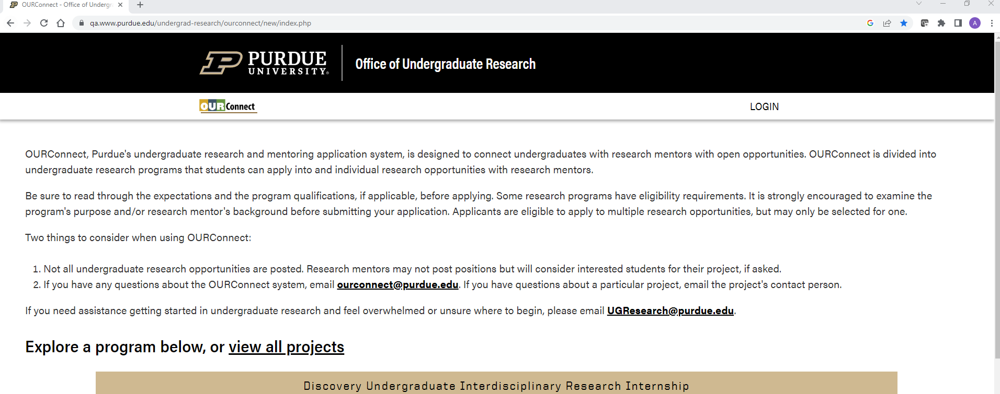 OURConnect - Office of Undergr
qa.www.purdue.edu/undergrad-research/ourconnect/new/index.php
A
PURDUE
UNIVERSITY®
Office of Undergraduate Research
OUR Connect
LOGIN
OURConnect, Purdue's undergraduate research and mentoring application system, is designed to connect undergraduates with research mentors with open opportunities. OURConnect is divided into
undergraduate research programs that students can apply into and individual research opportunities with research mentors.
Be sure to read through the expectations and the program qualifications, if applicable, before applying. Some research programs have eligibility requirements. It is strongly encouraged to examine the
program's purpose and/or research mentor's background before submitting your application. Applicants are eligible to apply to multiple research opportunities, but may only be selected for one.
Two things to consider when using OURConnect:
1. Not all undergraduate research opportunities are posted. Research mentors may not post positions but will consider interested students for their project, if asked.
2. If you have any questions about the OURConnect system, email ourconnect@purdue.edu. If you have questions about a particular project, email the project's contact person.
If you need assistance getting started in undergraduate research and feel overwhelmed or unsure where to begin, please email UGResearch@purdue.edu.
Explore a program below, or view all projects
Discovery Undergraduate Interdisciplinary Research Internship